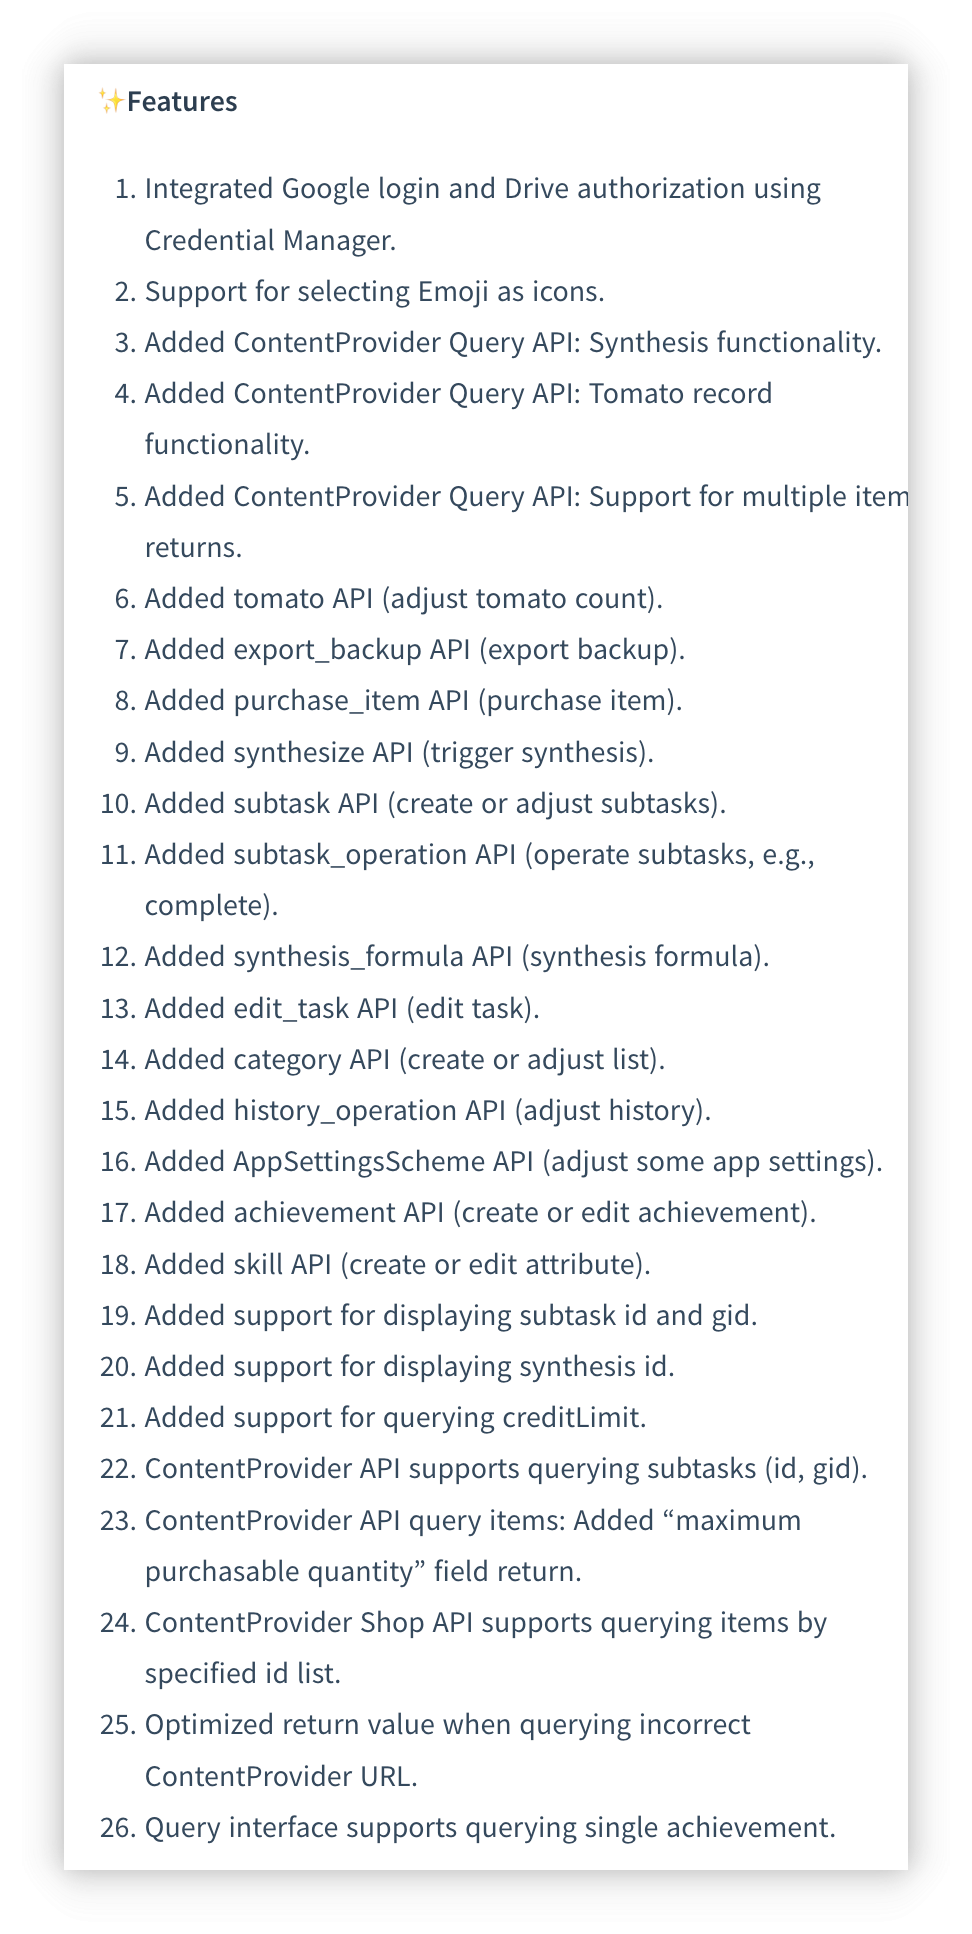 ✨Features
1. Integrated Google login and Drive authorization using
Credential Manager.
2. Support for selecting Emoji as icons.
3. Added ContentProvider Query API: Synthesis functionality.
4. Added ContentProvider Query API: Tomato record
functionality.
5. Added ContentProvider Query API: Support for multiple item
returns.
6. Added tomato API (adjust tomato count).
7. Added export_backup API (export backup).
8. Added purchase_item API (purchase item).
9. Added synthesize API (trigger synthesis).
10. Added subtask API (create or adjust subtasks).
11. Added subtask_operation API (operate subtasks, e.g.,
complete).
12. Added synthesis_formula API (synthesis formula).
13. Added edit_task API (edit task).
14. Added category API (create or adjust list).
15. Added history_operation API (adjust history).
16. Added AppSettingsScheme API (adjust some app settings).
17. Added achievement API (create or edit achievement).
18. Added skill API (create or edit attribute).
19. Added support for displaying subtask id and gid.
20. Added support for displaying synthesis id.
21. Added support for querying creditLimit.
22. ContentProvider API supports querying subtasks (id, gid).
23. ContentProvider API query items: Added “maximum
purchasable quantity” field return.
24. ContentProvider Shop API supports querying items by
specified id list.
25. Optimized return value when querying incorrect
ContentProvider URL.
26. Query interface supports querying single achievement.